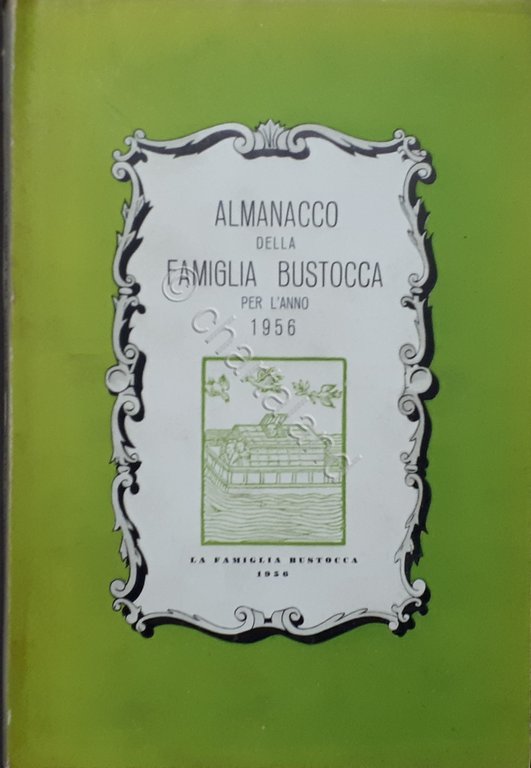 ALMANACCO
DELLA
FAMIGLIA BUSTOCCA
PER L'ANNO
1956
LA FAMIGLIA BUSTOCCA
1956